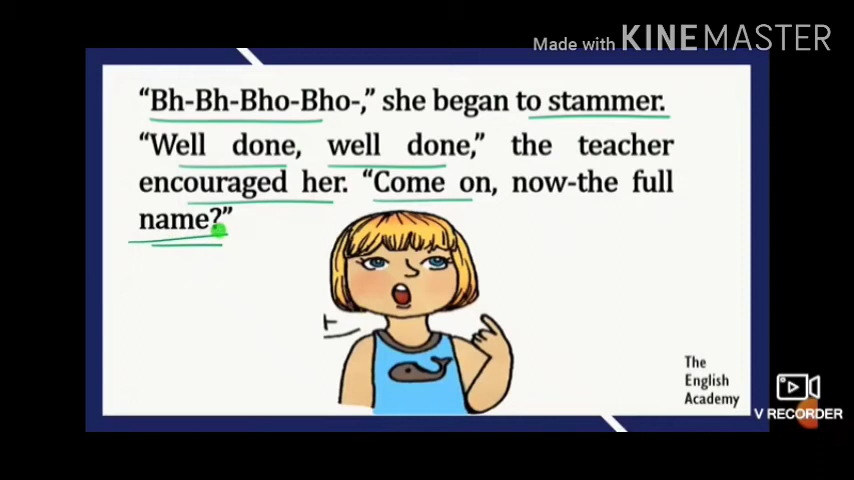 Made with KINEMASTER
“Bh-Bh-Bho-Bho-,” she began to stammer.
“Well done, well done,” the teacher
encouraged her. “Come on, now-the full
name?”
The
English
Academy
V RECORDER